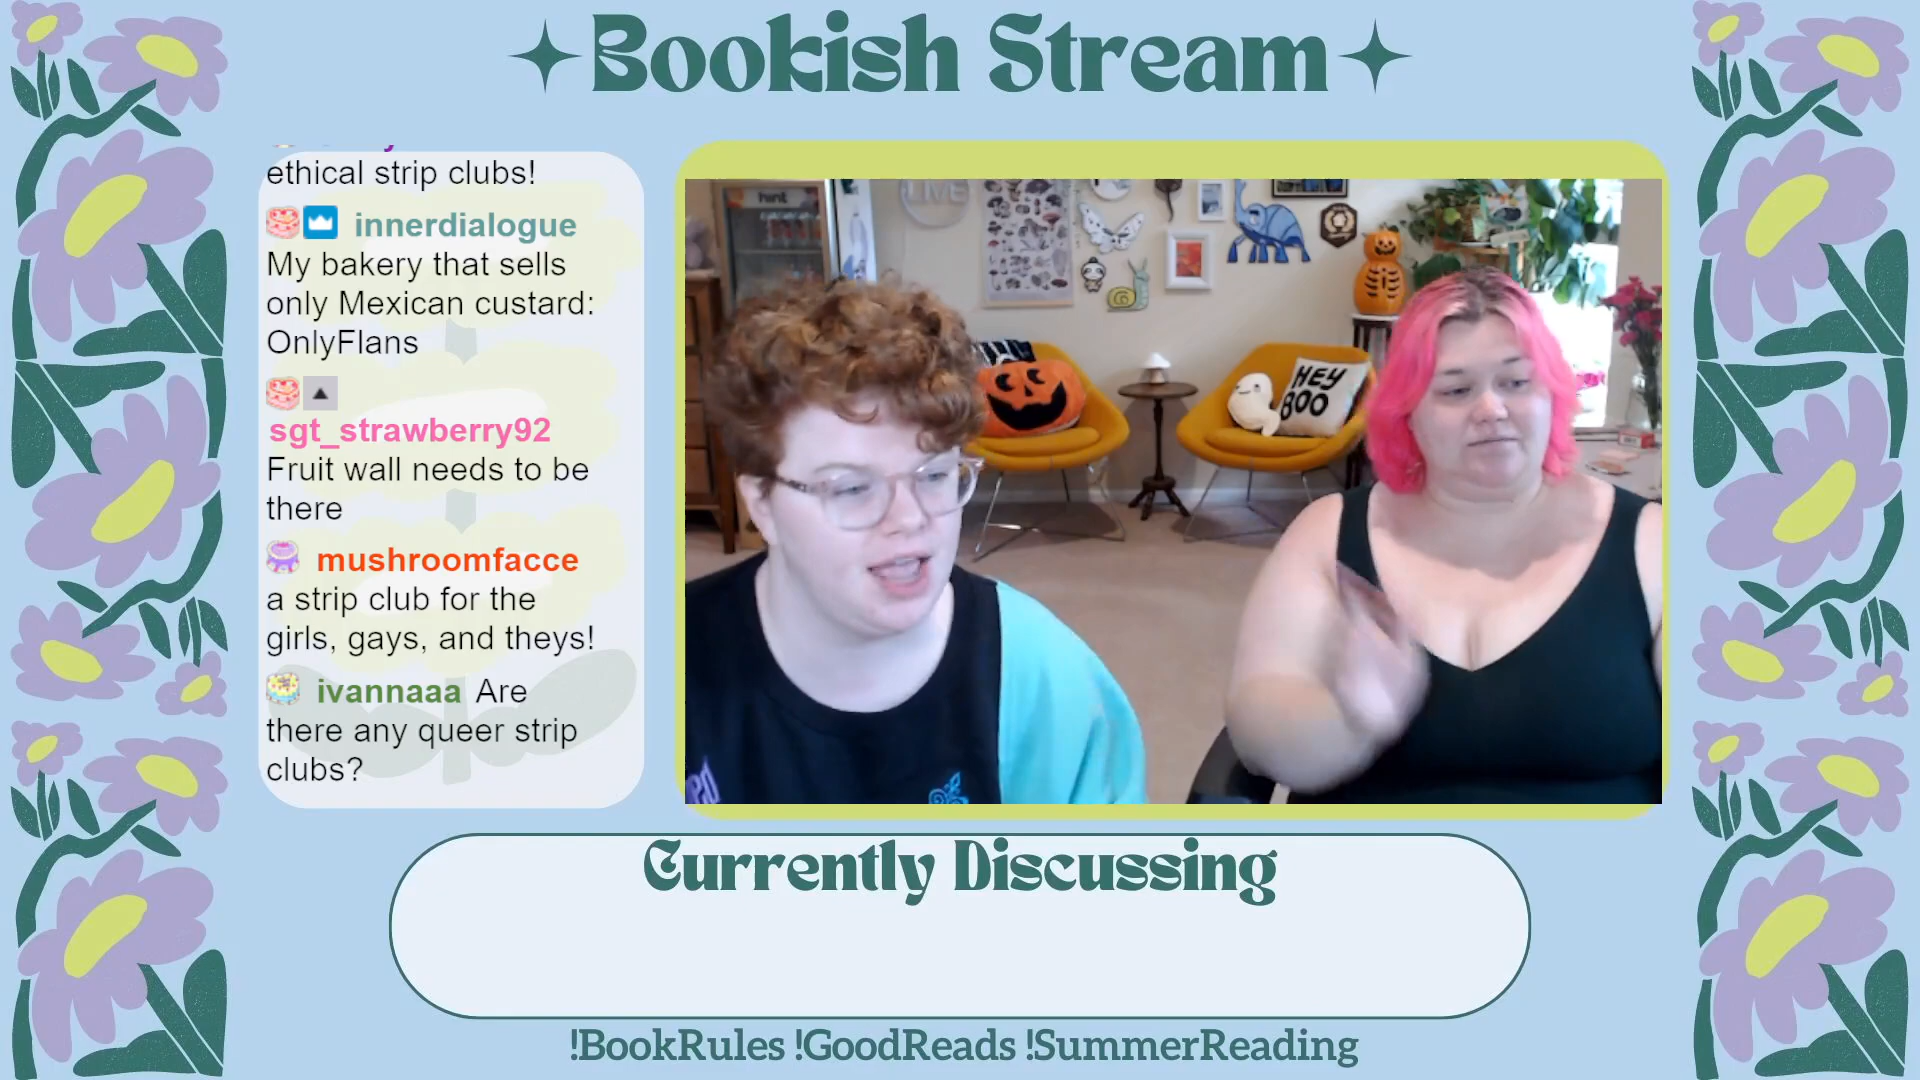 Bookish Stream
ethical strip clubs!
innerdialogue
My bakery that sells
only Mexican custard:
OnlyFlans
sgt_strawberry92
Fruit wall needs to be
there
mushroomfacce
a strip club for the
girls, gays, and theys!
ivannaaa Are
there any queer strip
clubs?
hint
LIVE
HEY
BOO
Currently Discussing
!BookRules !GoodReads !SummerReading